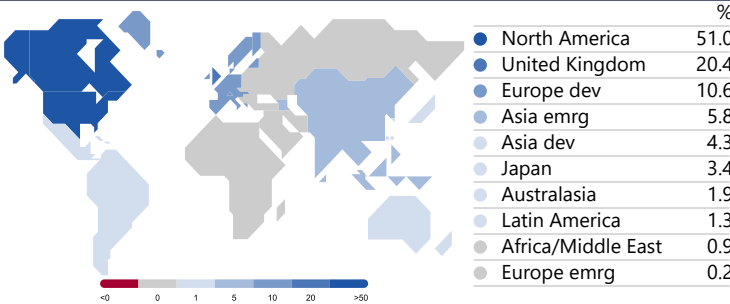 %
North America 51.0
United Kingdom 20.4
Europe dev 10.6
Asia emrg 5.8
Asia dev 4.3
Japan 3.4
Australasia 1.9
Latin America 1.3
Africa/Middle East 0.9
Europe emrg 0.2
<0 0 1 5 10 20 >50